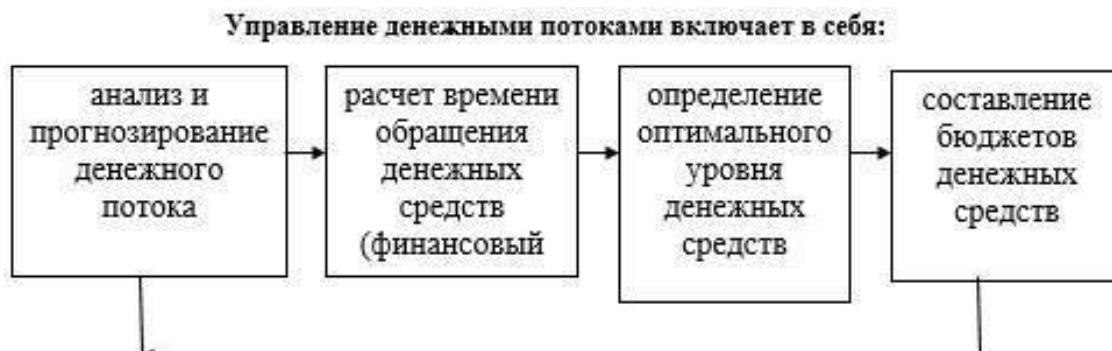 Управление денежными потоками включает в себя:
анализ и
прогнозирование
денежного
потока
расчет времени
обращения
денежных
средств
(финансовый
определение
оптимального
уровня
денежных
средств
составление
бюджетов
денежных
средств